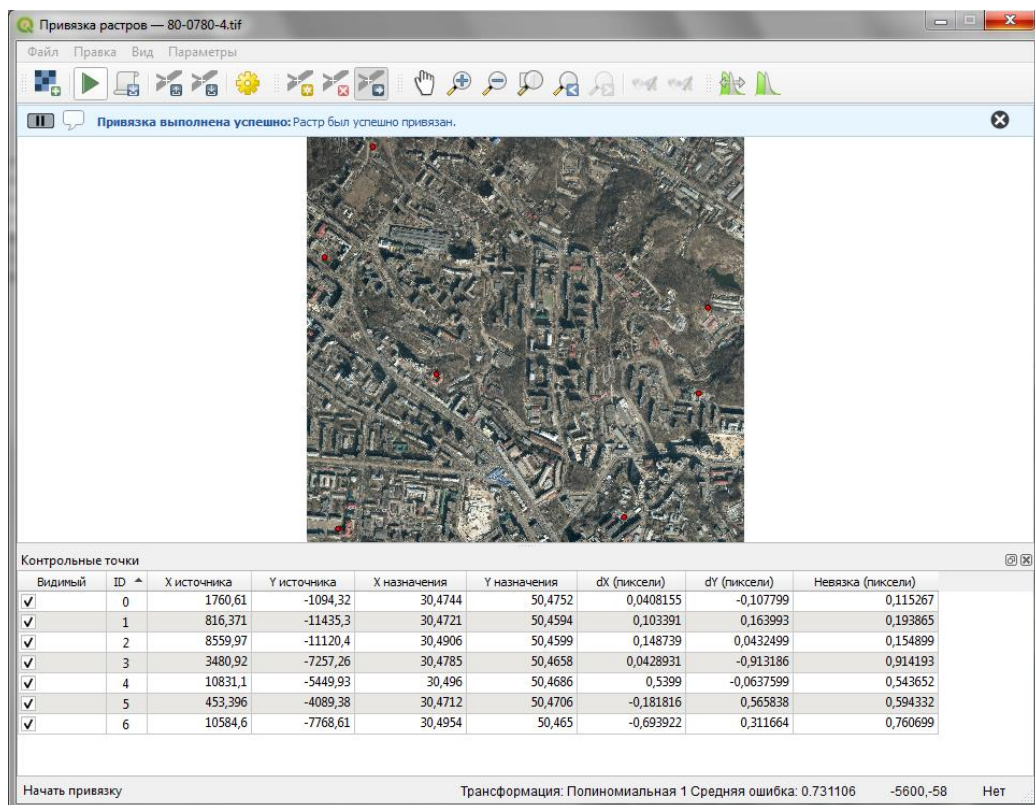 Привязка растров — 80-0780-4.tif
Файл Правка Вид Параметры
Привязка выполнена успешно: Растр был успешно привязан.
Контрольные точки
Видимый ID X источника Y источника X назначения Y назначения dX (пиксели) dY (пиксели) Невязка (пиксели)
0 1760,61 -1094,32 30,4744 50,4752 0,0408155 -0,107799 0,115267
1 816,371 -11435,3 30,4721 50,4594 0,103391 0,163993 0,193865
2 8559,97 -11120,4 30,4906 50,4599 0,148739 0,0432499 0,154899
3 3480,92 -7257,26 30,4785 50,4658 0,0428931 -0,913186 0,914193
4 10831,1 -5449,93 30,496 50,4686 0,5399 -0,0637599 0,543652
5 453,396 -4089,38 30,4712 50,4706 -0,181816 0,565838 0,594332
6 10584,6 -7768,61 30,4954 50,465 -0,693922 0,311664 0,760699
Начать привязку Трансформация: Полиномиальная 1 Средняя ошибка: 0.731106 -5600,-58 Нет